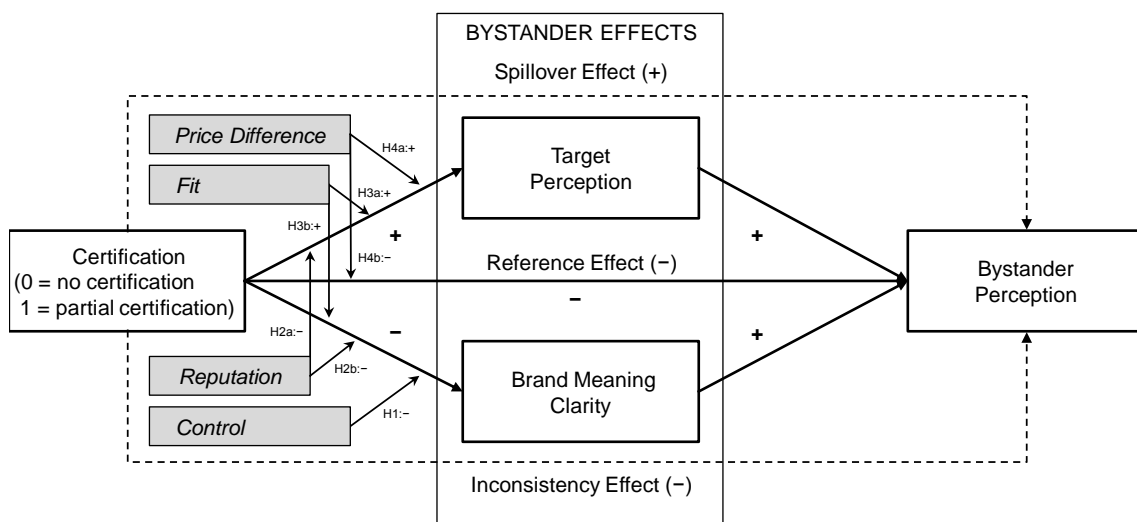 BYSTANDER EFFECTS
Spillover Effect (+)
Price Difference
H4a:+
Target
Perception
Fit
H3a:+
H3b:+
+
+
H4b:−
Certification
(0 = no certification
1 = partial certification)
Reference Effect (−)
−
Bystander
Perception
H2a:−
−
+
Reputation
H2b:−
Brand Meaning
Clarity
Control
H1:−
Inconsistency Effect (−)